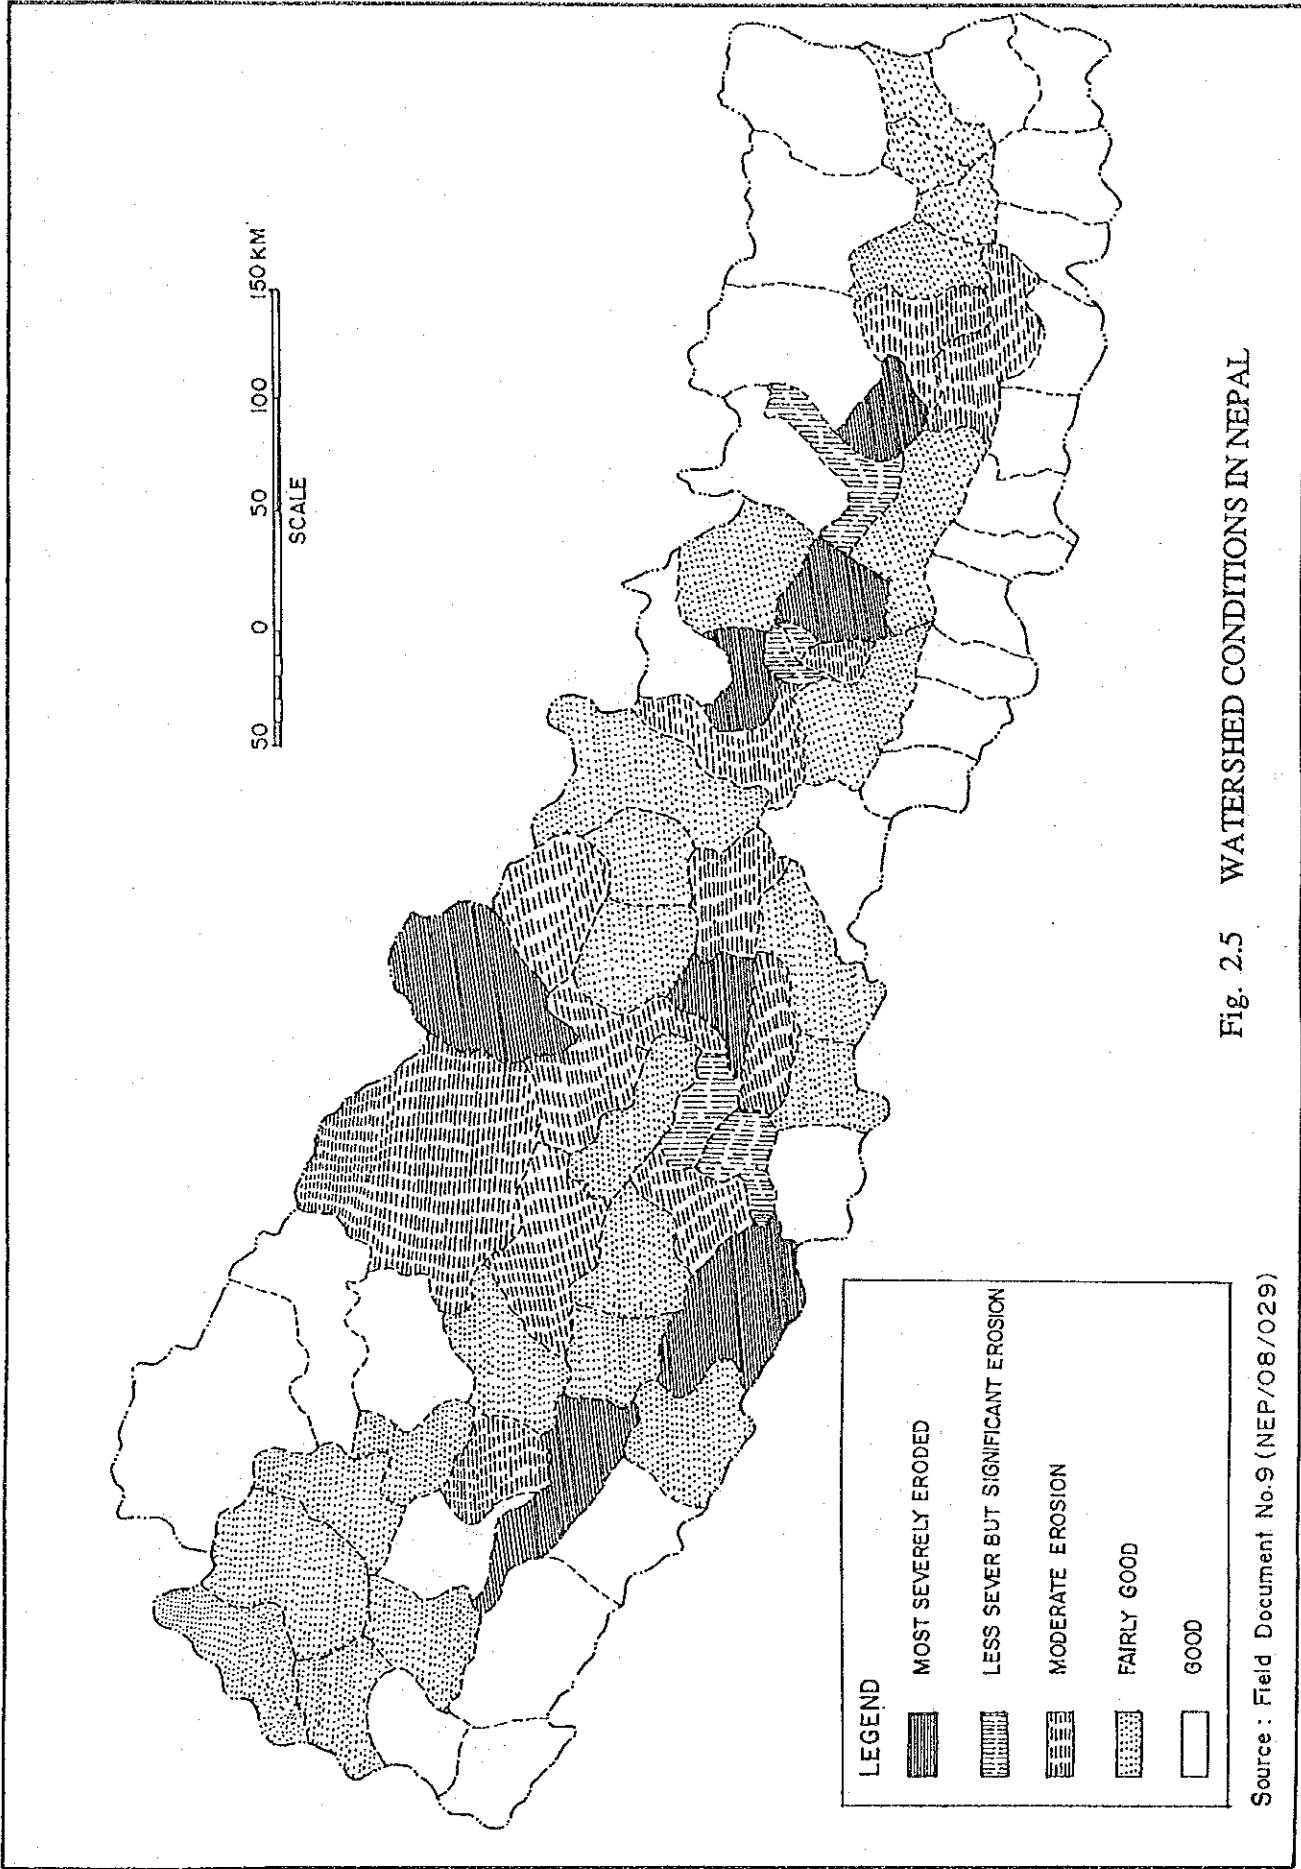 50 0 50 100 150 KM
SCALE
LEGEND
MOST SEVERELY ERODED
LESS SEVER BUT SIGNIFICANT EROSION
MODERATE EROSION
FAIRLY GOOD
GOOD
Source : Field Document No.9 (NEP/08/029)
Fig. 2.5 WATERSHED CONDITIONS IN NEPAL